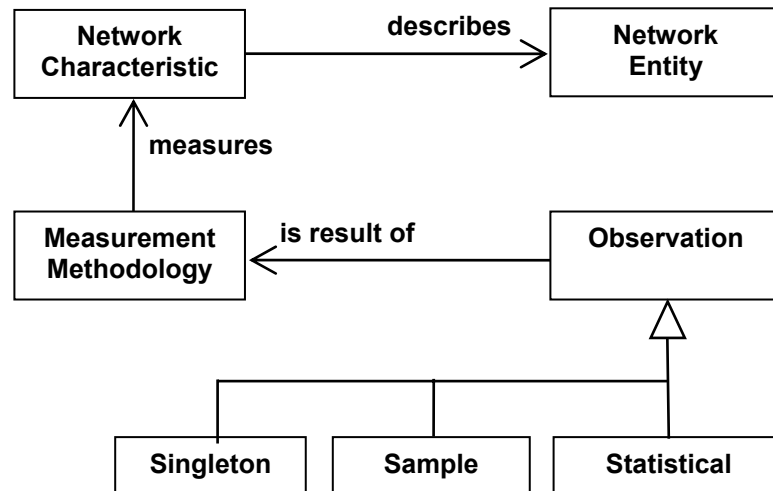 Network
Characteristic
describes
Network
Entity
measures
Measurement
Methodology
is result of
Observation
Singleton
Sample
Statistical